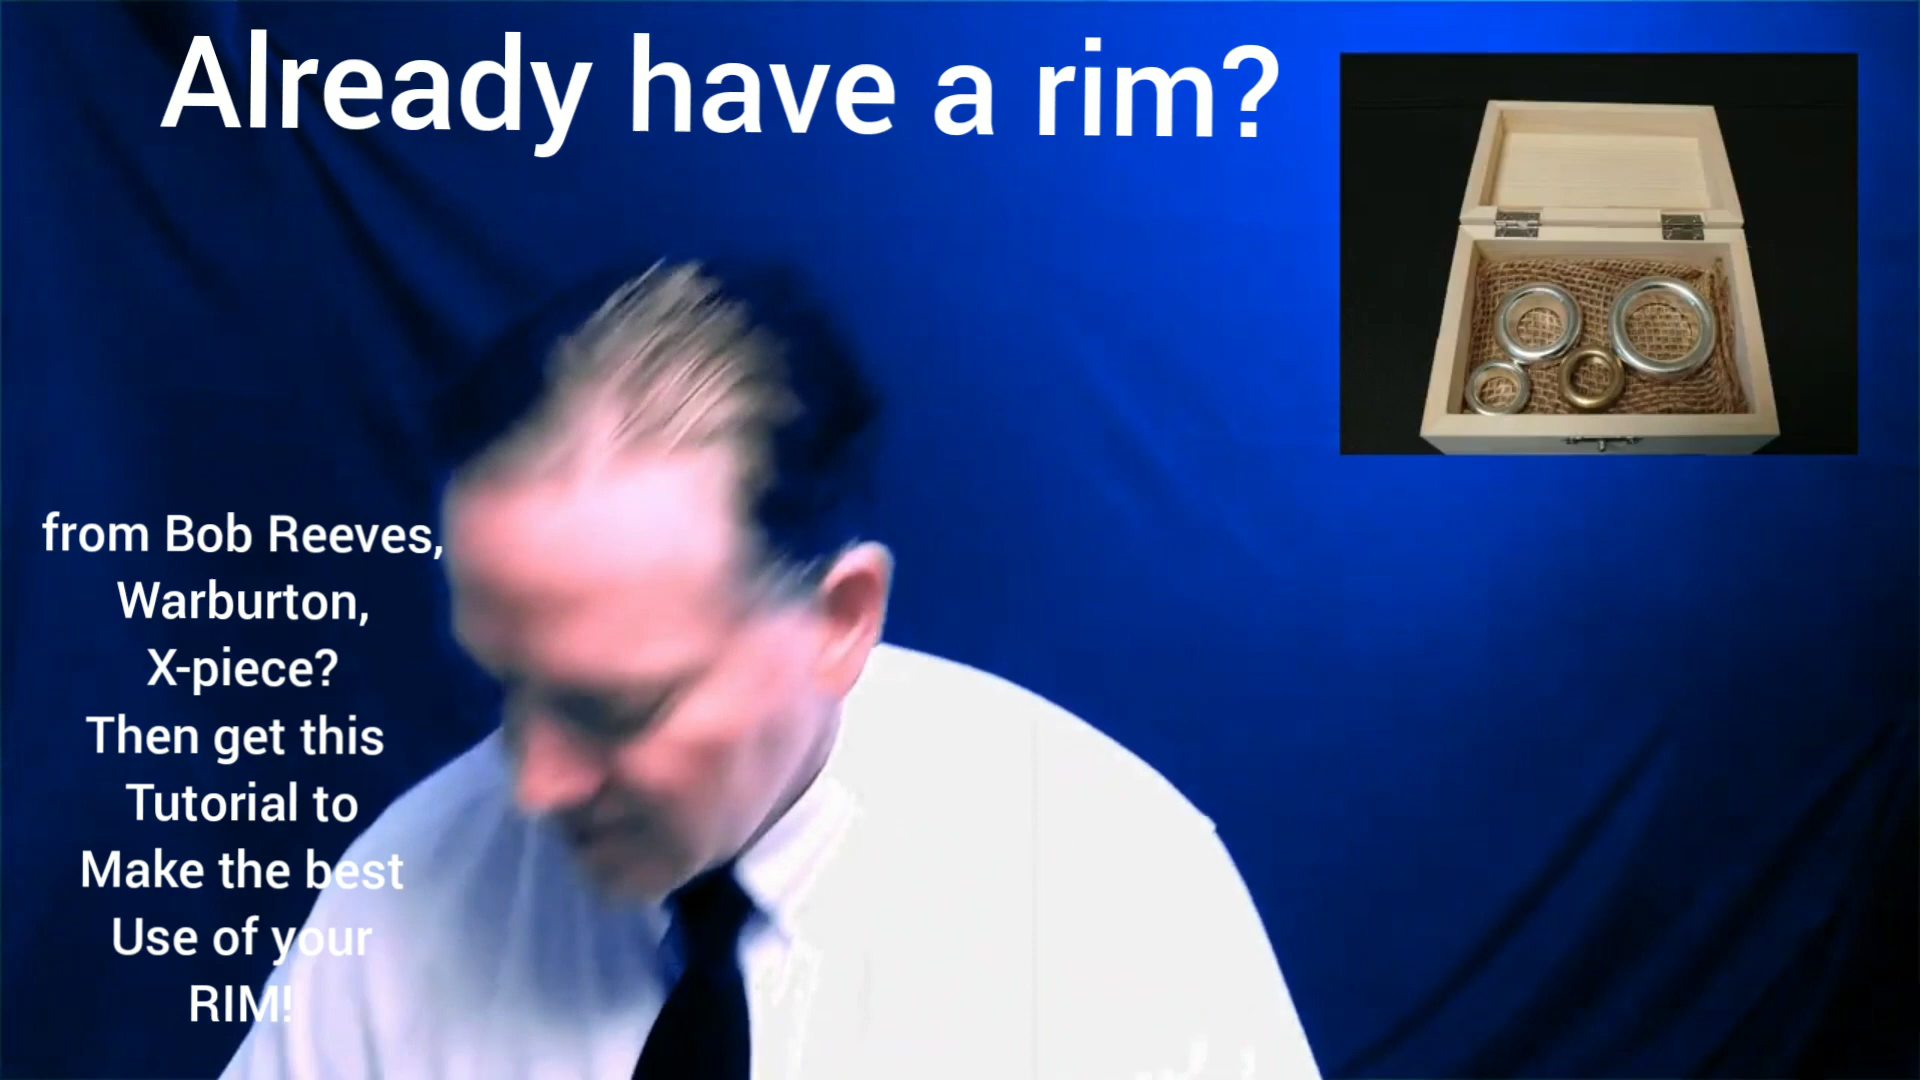 Already have a rim?
from Bob Reeves,
Warburton,
X-piece?
Then get this
Tutorial to
Make the best
Use of your
RIM!